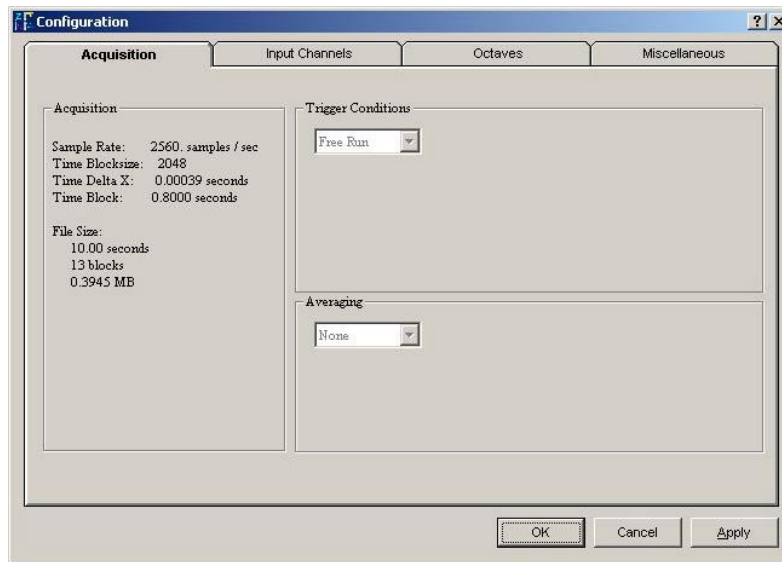 Configuration
Acquisition
Input Channels
Octaves
Miscellaneous
Acquisition
Sample Rate: 2560. samples / sec
Time Blocksize: 2048
Time Delta X: 0.00039 seconds
Time Block: 0.8000 seconds
File Size:
10.00 seconds
13 blocks
0.3945 MB
Trigger Conditions
Free Run
Averaging
None
OK
Cancel
Apply